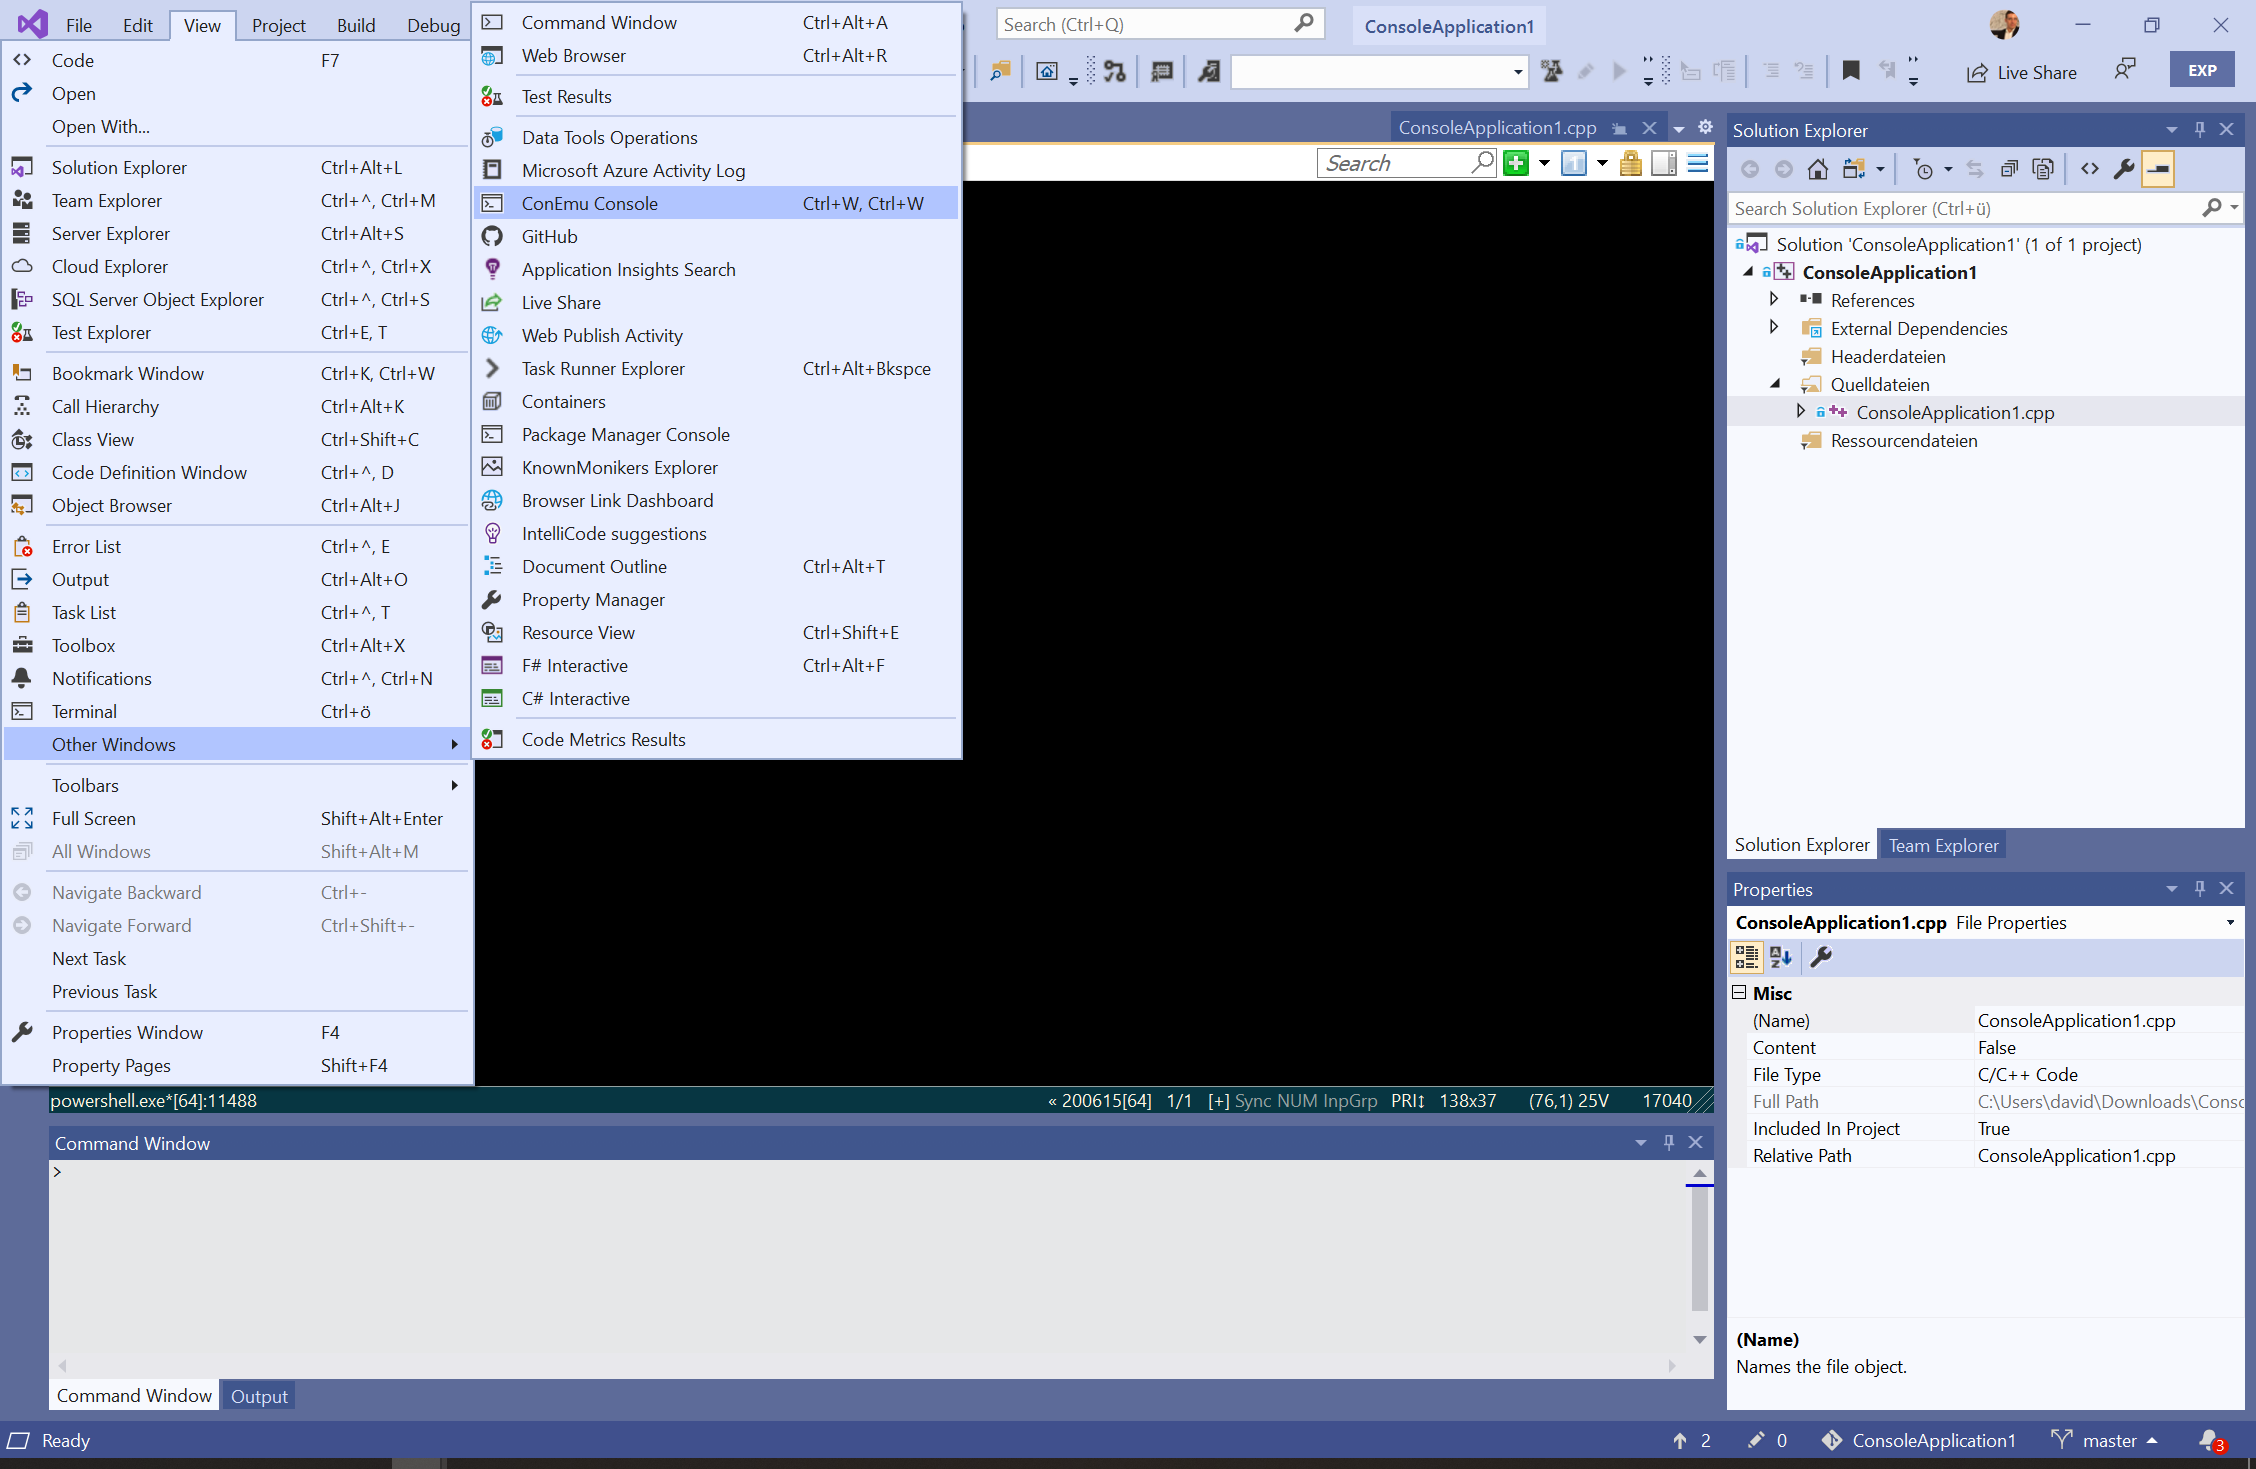 File Edit View Project Build Debug
Search (Ctrl+Q)
ConsoleApplication1
Live Share
EXP
Code F7
Open
Open With...
Solution Explorer Ctrl+Alt+L
Team Explorer Ctrl+^, Ctrl+M
Server Explorer Ctrl+Alt+S
Cloud Explorer Ctrl+^, Ctrl+X
SQL Server Object Explorer Ctrl+^, Ctrl+S
Test Explorer Ctrl+E, T
Bookmark Window Ctrl+K, Ctrl+W
Call Hierarchy Ctrl+Alt+K
Class View Ctrl+Shift+C
Code Definition Window Ctrl+^, D
Object Browser Ctrl+Alt+J
Error List Ctrl+^, E
Output Ctrl+Alt+O
Task List Ctrl+^, T
Toolbox Ctrl+Alt+X
Notifications Ctrl+^, Ctrl+N
Terminal Ctrl+ö
Other Windows
Toolbars
Full Screen Shift+Alt+Enter
All Windows Shift+Alt+M
Navigate Backward Ctrl+-
Navigate Forward Ctrl+Shift+-
Next Task
Previous Task
Properties Window F4
Property Pages Shift+F4
Command Window Ctrl+Alt+A
Web Browser Ctrl+Alt+R
Test Results
Data Tools Operations
Microsoft Azure Activity Log
ConEmu Console Ctrl+W, Ctrl+W
GitHub
Application Insights Search
Live Share
Web Publish Activity
Task Runner Explorer Ctrl+Alt+Bkspce
Containers
Package Manager Console
KnownMonikers Explorer
Browser Link Dashboard
IntelliCode suggestions
Document Outline Ctrl+Alt+T
Property Manager
Resource View Ctrl+Shift+E
F# Interactive Ctrl+Alt+F
C# Interactive
Code Metrics Results
ConsoleApplication1.cpp
Search
1
powershell.exe*[64]:11488 « 200615[64] 1/1 [+] Sync NUM InpGrp PRI↕ 138x37 (76,1) 25V 17040
Command Window
>
Command Window Output
Solution Explorer
Search Solution Explorer (Ctrl+ü)
Solution 'ConsoleApplication1' (1 of 1 project)
ConsoleApplication1
References
External Dependencies
Headerdateien
Quelldateien
ConsoleApplication1.cpp
Ressourcendateien
Solution Explorer Team Explorer
Properties
ConsoleApplication1.cpp File Properties
Misc
(Name) ConsoleApplication1.cpp
Content False
File Type C/C++ Code
Full Path C:\Users\david\Downloads\Consc
Included In Project True
Relative Path ConsoleApplication1.cpp
(Name)
Names the file object.
Ready 2 0 ConsoleApplication1 master 3